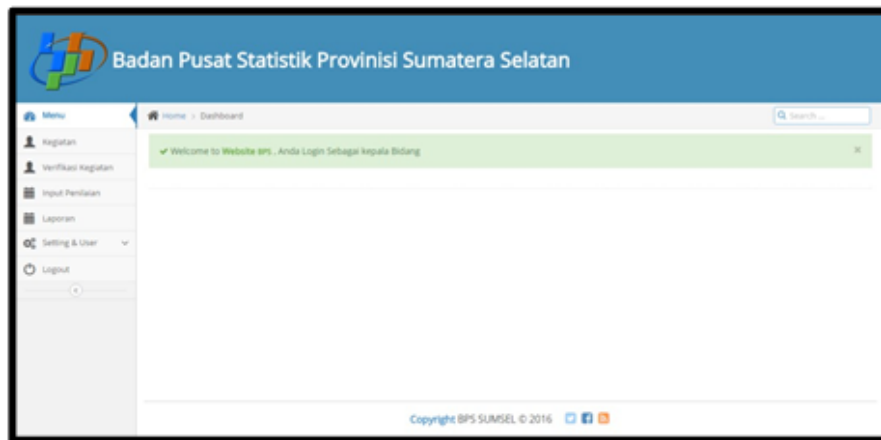 Badan Pusat Statistik Provinisi Sumatera Selatan
Menu
Home > Dashboard
Search ...
Kegiatan
✔ Welcome to Website BPS , Anda Login Sebagai kepala Bidang ×
Verifikasi Kegiatan
Input Penilaian
Laporan
Setting & User
Logout
Copyright BPS SUMSEL © 2016